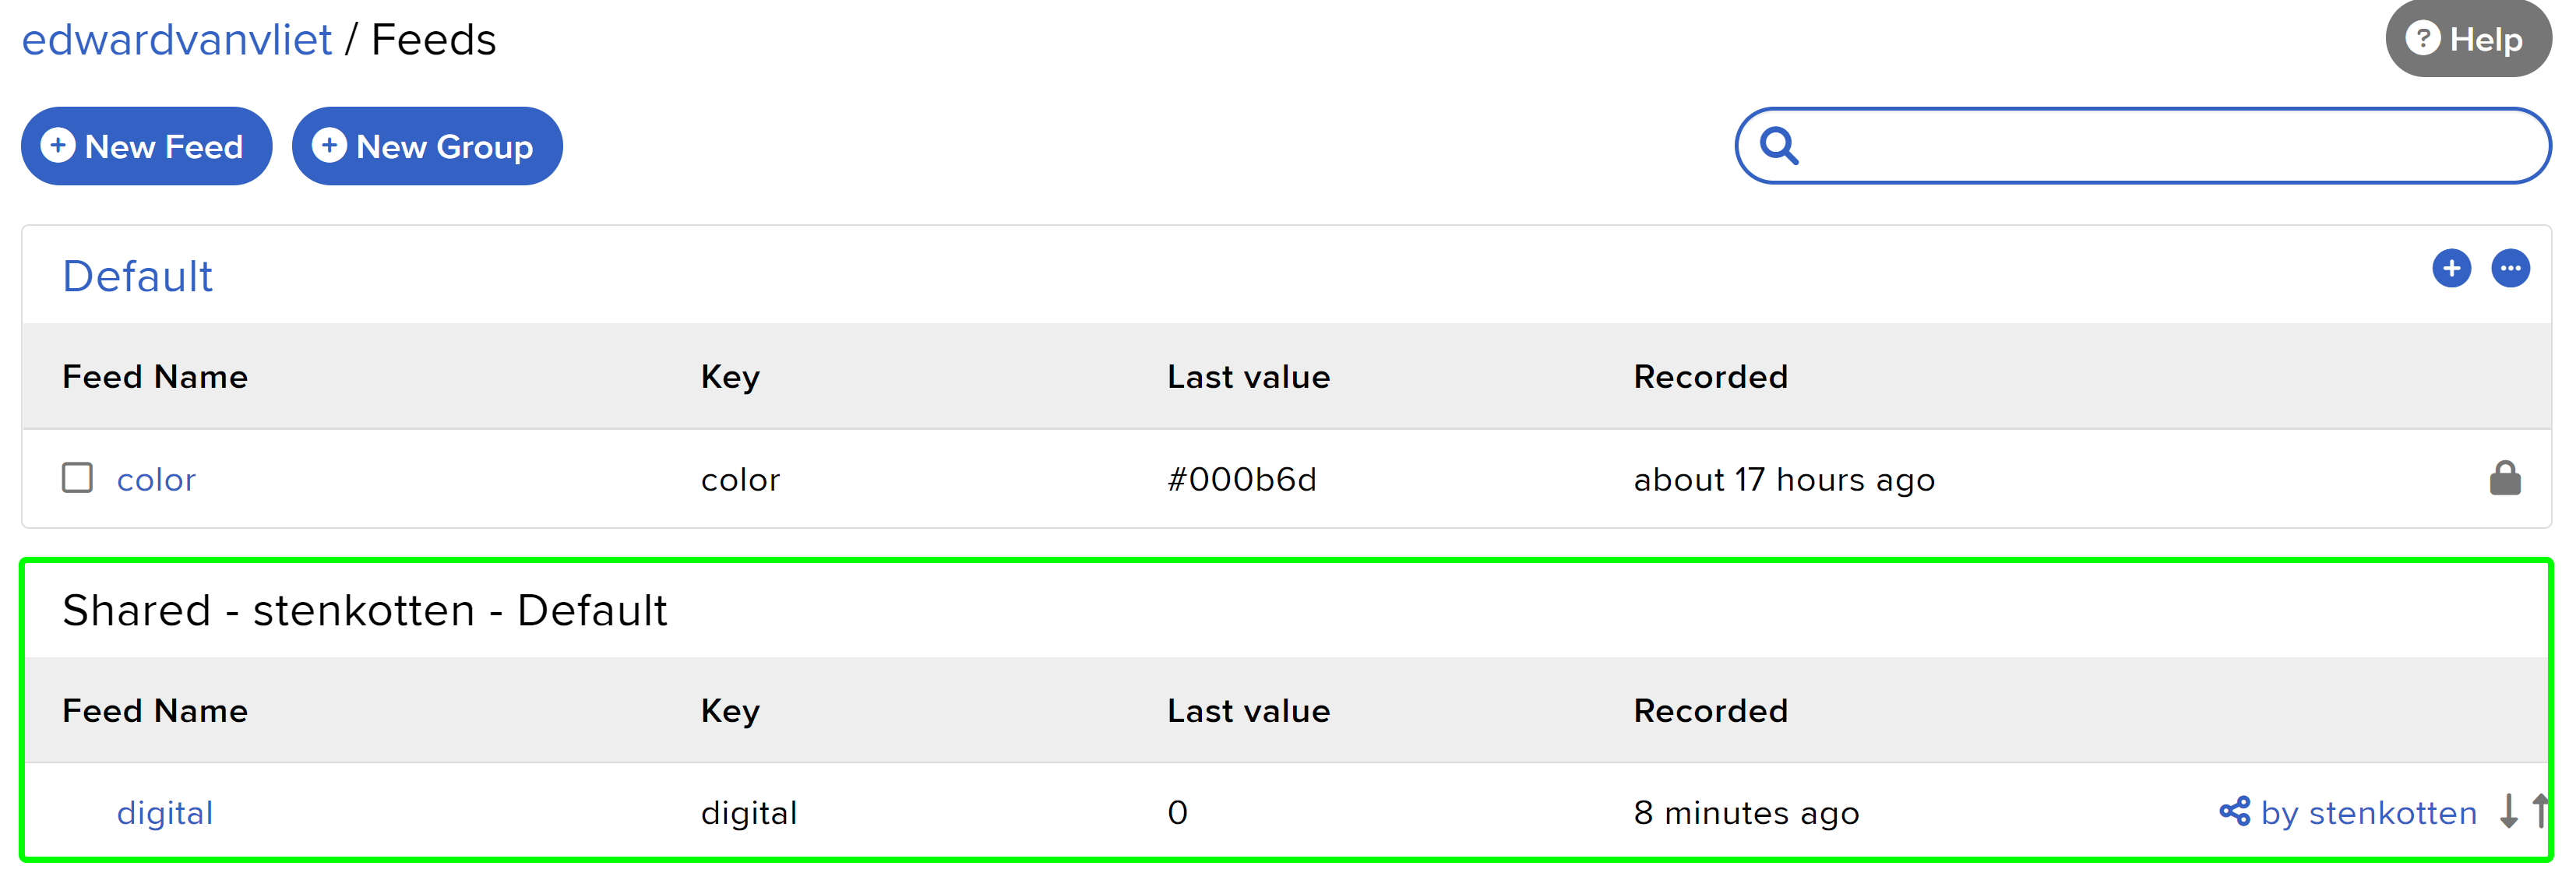 edwardvanvliet / Feeds
Help
New Feed New Group
Default
Feed Name Key Last value Recorded
color color #000b6d about 17 hours ago
Shared - stenkotten - Default
Feed Name Key Last value Recorded
digital digital 0 8 minutes ago by stenkotten